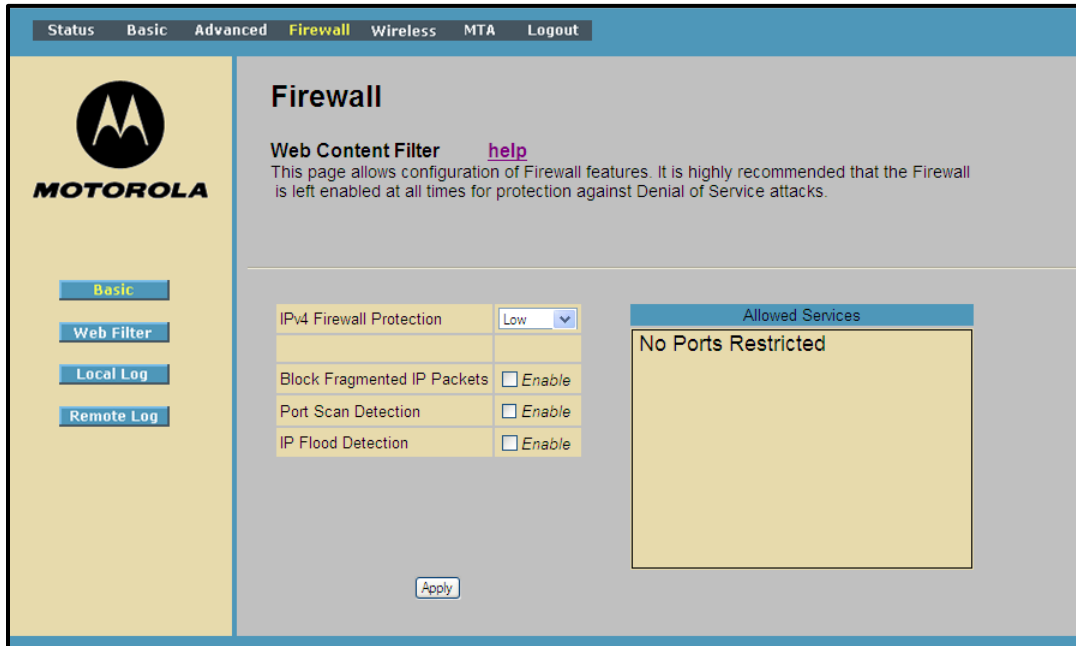 Status Basic Advanced Firewall Wireless MTA Logout
MOTOROLA
Basic
Web Filter
Local Log
Remote Log
Firewall
Web Content Filter help
This page allows configuration of Firewall features. It is highly recommended that the Firewall
is left enabled at all times for protection against Denial of Service attacks.
IPv4 Firewall Protection Low
Block Fragmented IP Packets Enable
Port Scan Detection Enable
IP Flood Detection Enable
Allowed Services
No Ports Restricted
Apply